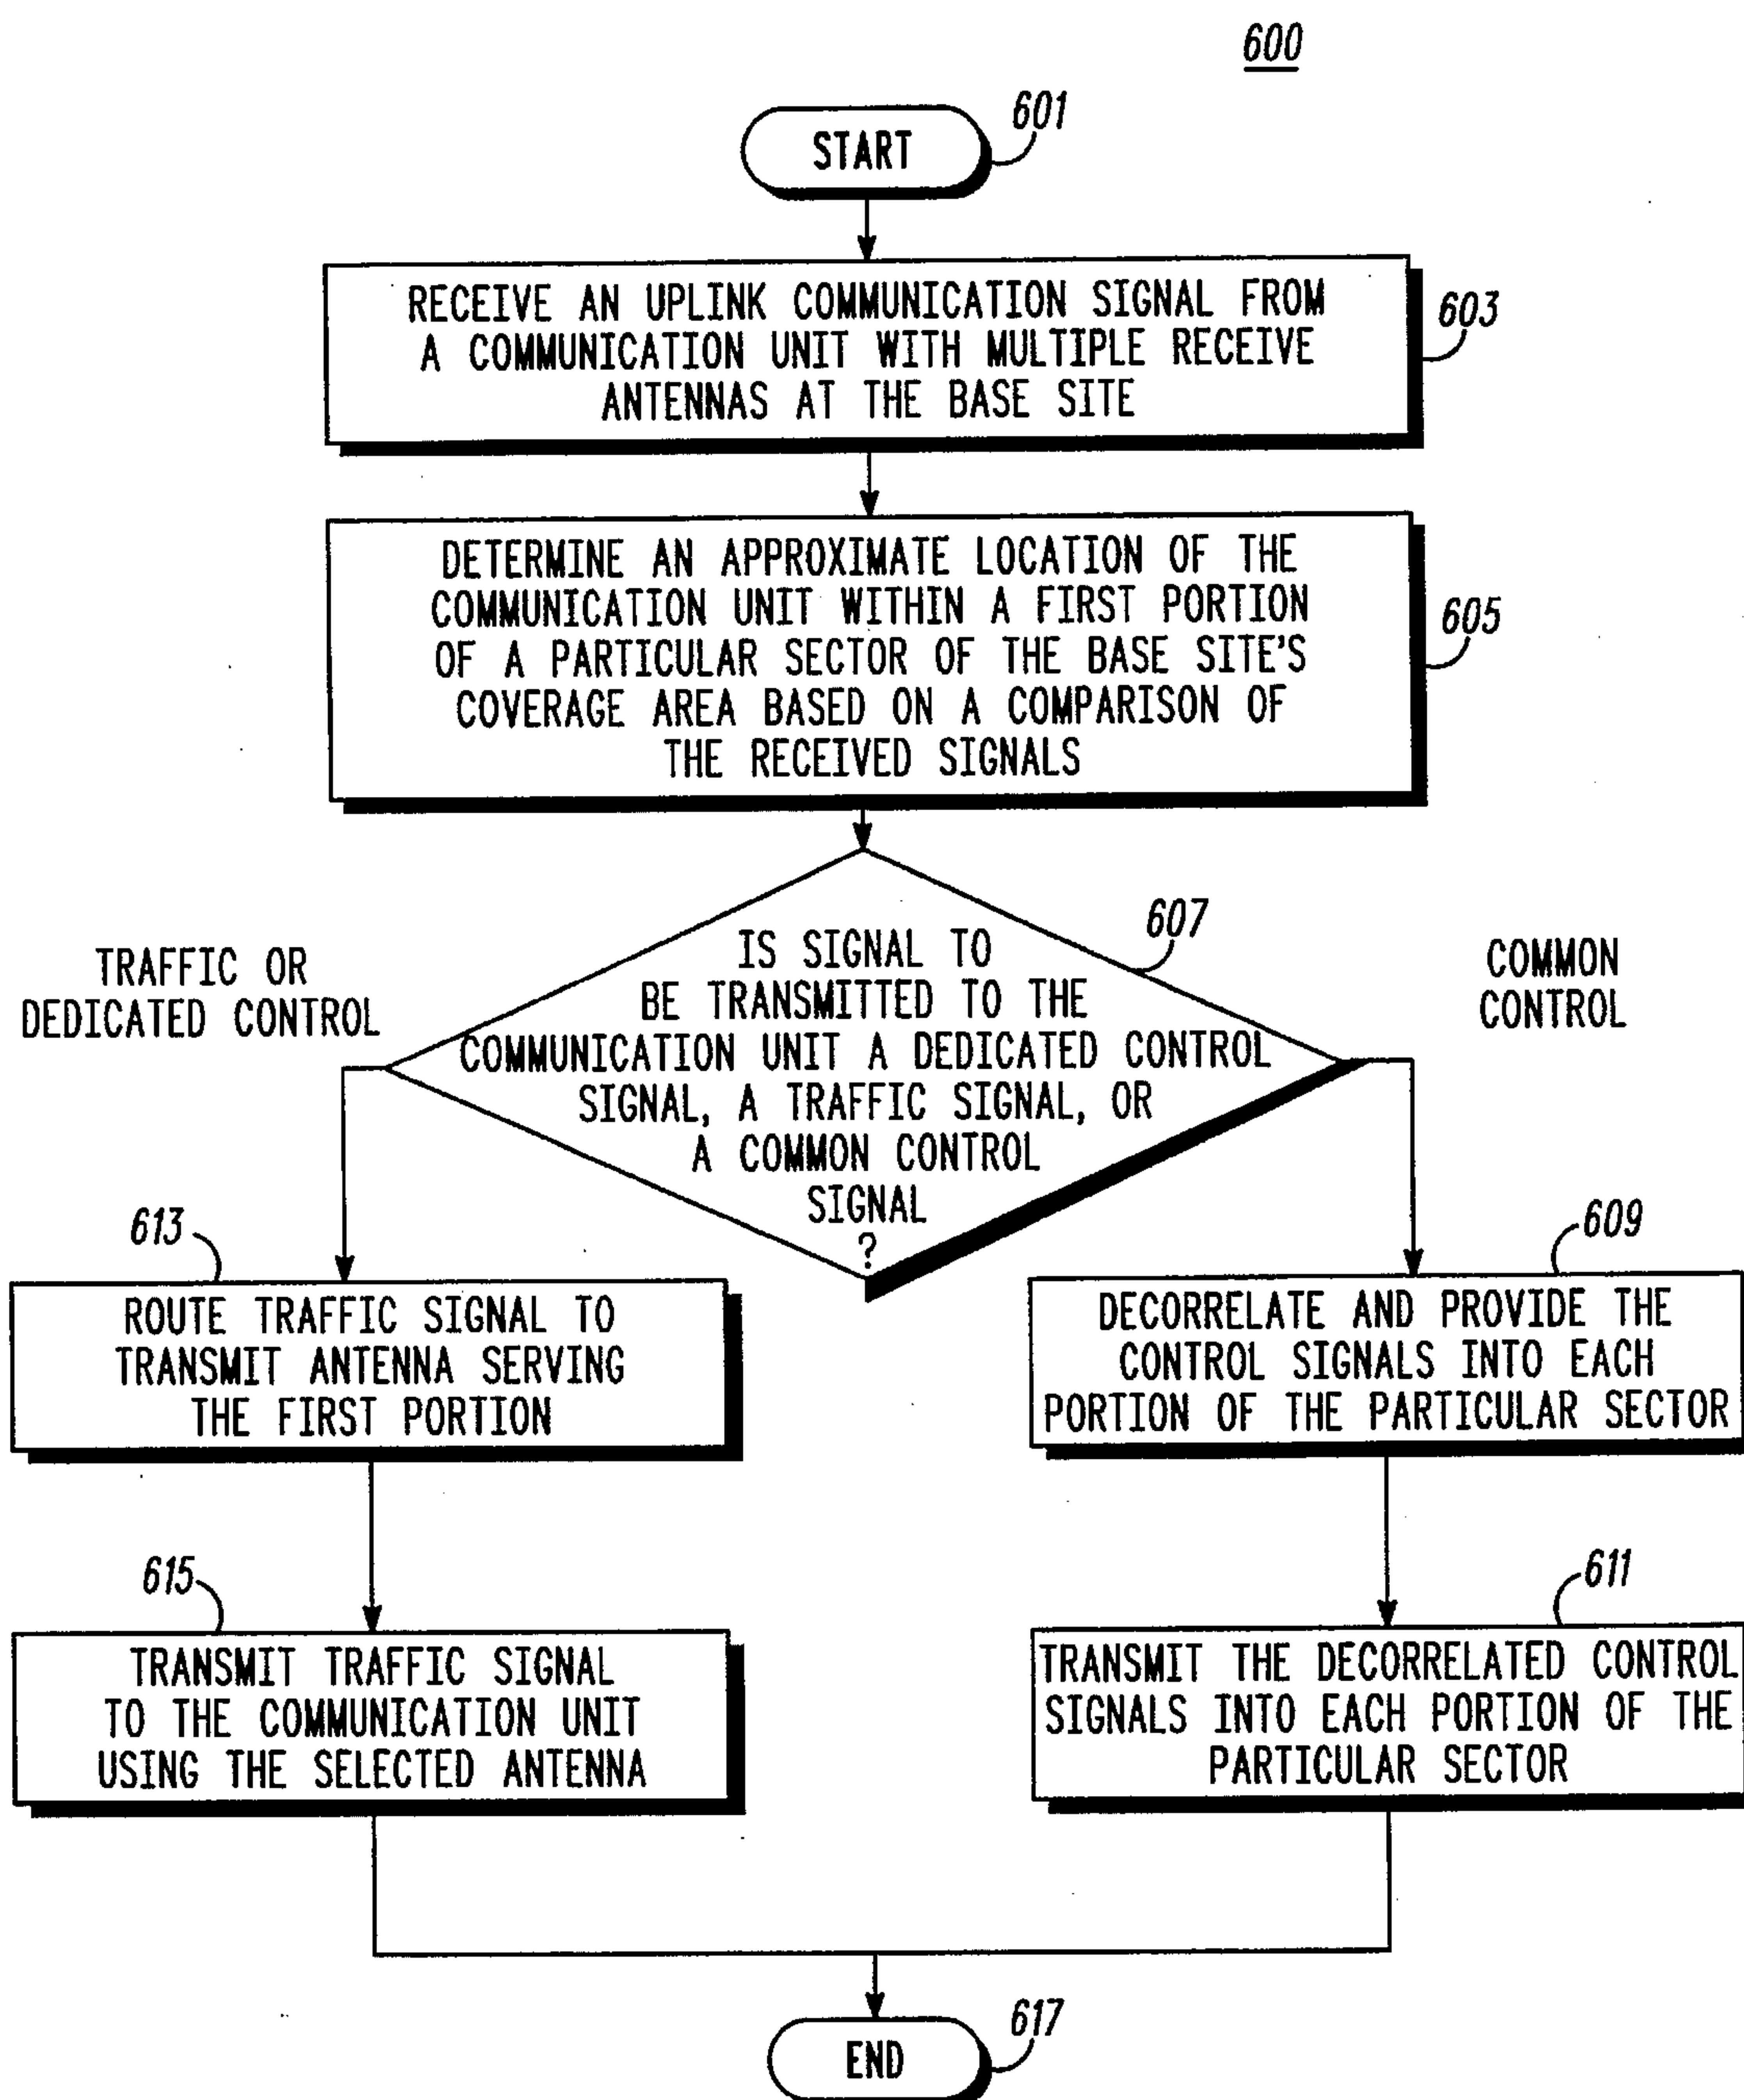 600
START
601
RECEIVE AN UPLINK COMMUNICATION SIGNAL FROM
A COMMUNICATION UNIT WITH MULTIPLE RECEIVE
ANTENNAS AT THE BASE SITE
603
DETERMINE AN APPROXIMATE LOCATION OF THE
COMMUNICATION UNIT WITHIN A FIRST PORTION
OF A PARTICULAR SECTOR OF THE BASE SITE'S
COVERAGE AREA BASED ON A COMPARISON OF
THE RECEIVED SIGNALS
605
607
IS SIGNAL TO
BE TRANSMITTED TO THE
COMMUNICATION UNIT A DEDICATED CONTROL
SIGNAL, A TRAFFIC SIGNAL, OR
A COMMON CONTROL
SIGNAL
?
TRAFFIC OR
DEDICATED CONTROL
COMMON
CONTROL
613
ROUTE TRAFFIC SIGNAL TO
TRANSMIT ANTENNA SERVING
THE FIRST PORTION
609
DECORRELATE AND PROVIDE THE
CONTROL SIGNALS INTO EACH
PORTION OF THE PARTICULAR SECTOR
615
TRANSMIT TRAFFIC SIGNAL
TO THE COMMUNICATION UNIT
USING THE SELECTED ANTENNA
611
TRANSMIT THE DECORRELATED CONTROL
SIGNALS INTO EACH PORTION OF THE
PARTICULAR SECTOR
END
617